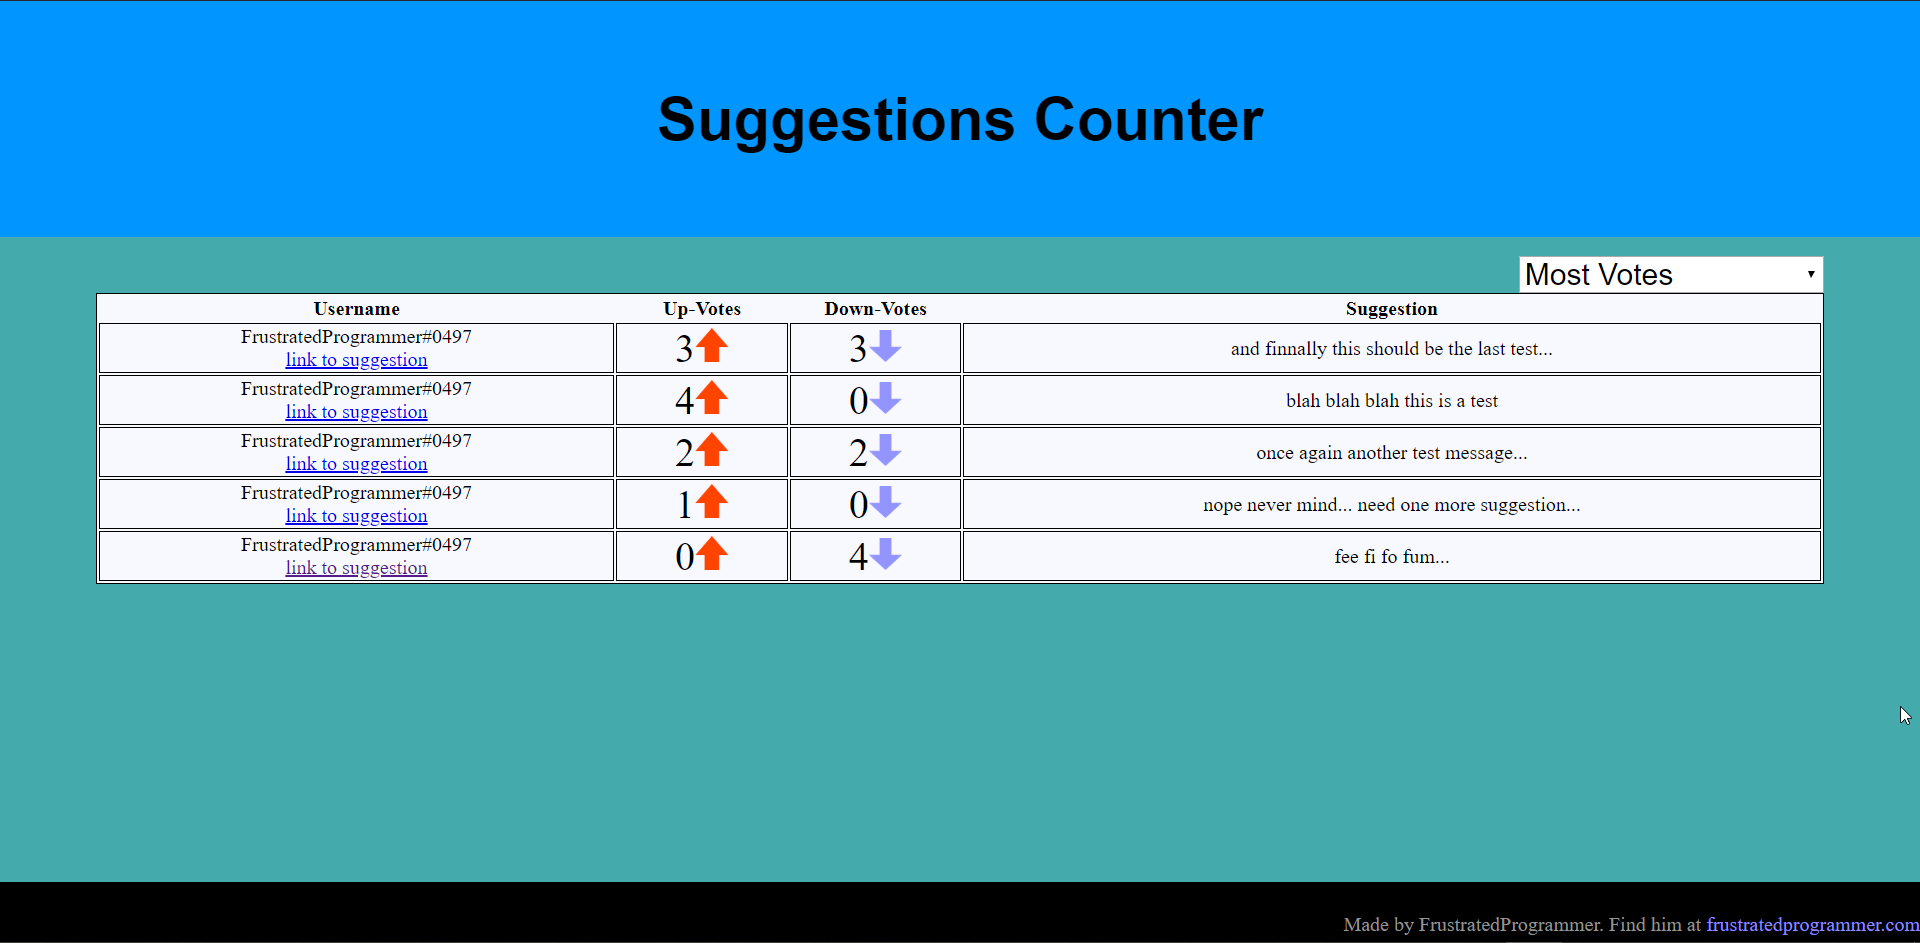 Suggestions Counter
Most Votes
Username Up-Votes Down-Votes Suggestion
FrustratedProgrammer#0497
link to suggestion
3 3 and finnally this should be the last test...
FrustratedProgrammer#0497
link to suggestion
4 0 blah blah blah this is a test
FrustratedProgrammer#0497
link to suggestion
2 2 once again another test message...
FrustratedProgrammer#0497
link to suggestion
1 0 nope never mind... need one more suggestion...
FrustratedProgrammer#0497
link to suggestion
0 4 fee fi fo fum...
Made by FrustratedProgrammer. Find him at frustratedprogrammer.com